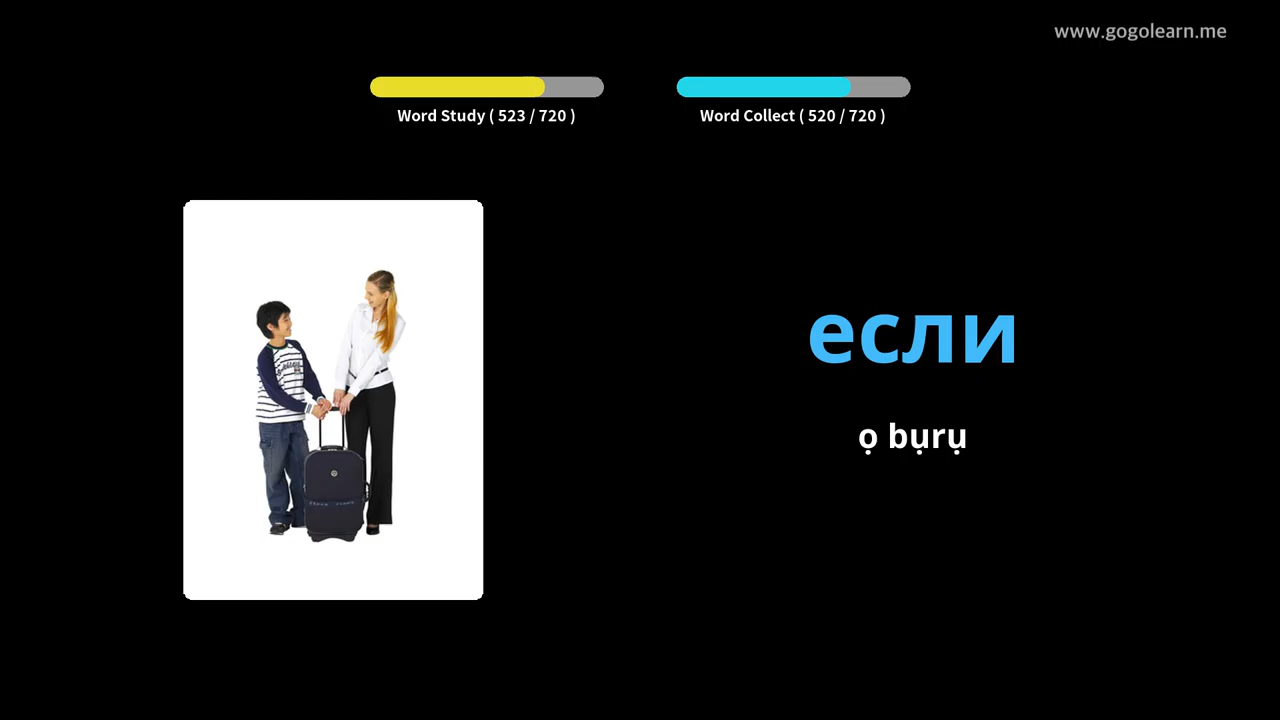 www.gogolearn.me
Word Study ( 523 / 720 )
Word Collect ( 520 / 720 )
если
ọ bụrụ